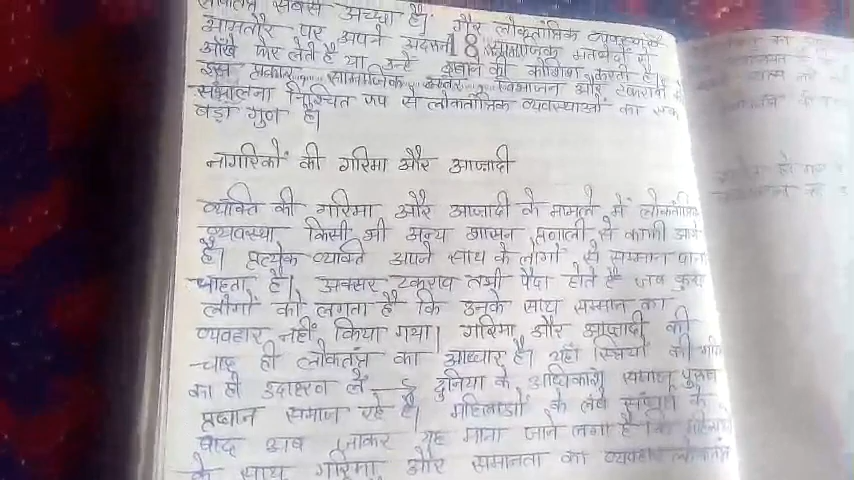 लोकतंत्र सबसे अच्छा है। गैर लोकतांत्रिक व्यवस्थाएँ
आमतौर पर अपने अंदरूनी सामाजिक मतभेदों से
18
आँखें फेर लेते है या उन्हें दबाने की कोशिश करती है।
इस प्रकार सामाजिक अंतर विभाजन और टकरावों को
संभालना निश्चित रूप से लोकतांत्रिक व्यवस्थाओं का एक
बड़ा गुण है।
नागरिकों की गरिमा और आज़ादी
व्यक्ति की गरिमा और आज़ादी के मामले में लोकतांत्रिक
व्यवस्था किसी भी अन्य शासन प्रणाली से काफी आगे
है। प्रत्येक व्यक्ति अपने साथ के लोगों से सम्मान पाना
चाहता है। अक्सर टकराव तभी पैदा होते है जब कुछ
लोगों को लगता है कि उनके साथ सम्मान का
व्यवहार नहीं किया गया। गरिमा और आज़ादी की
चाह ही लोकतंत्र का आधार है। यहाँ स्त्रियों की
का ही उदाहरण लें दुनिया के अधिकांश समाज पुरुष
प्रधान समाज रहे है। महिलाओं के लंबे संघर्ष के
बाद अब जाकर यह माना जाने लगा है कि
के साथ गरिमा और समानता का व्यवहार लोकतंत्र